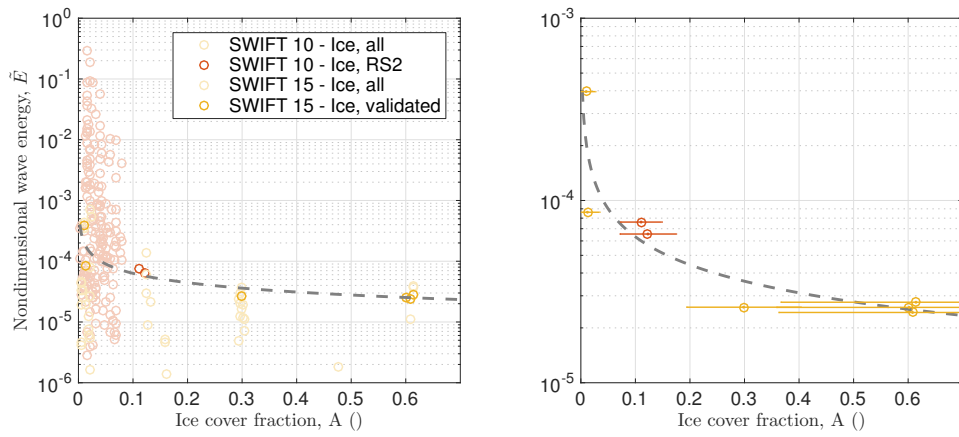 10^0
10^-1
10^-2
10^-3
10^-4
10^-5
10^-6
Nondimensional wave energy, Ẽ
SWIFT 10 - Ice, all
SWIFT 10 - Ice, RS2
SWIFT 15 - Ice, all
SWIFT 15 - Ice, validated
0 0.1 0.2 0.3 0.4 0.5 0.6
Ice cover fraction, A ()
10^-3
10^-4
10^-5
0 0.1 0.2 0.3 0.4 0.5 0.6
Ice cover fraction, A ()